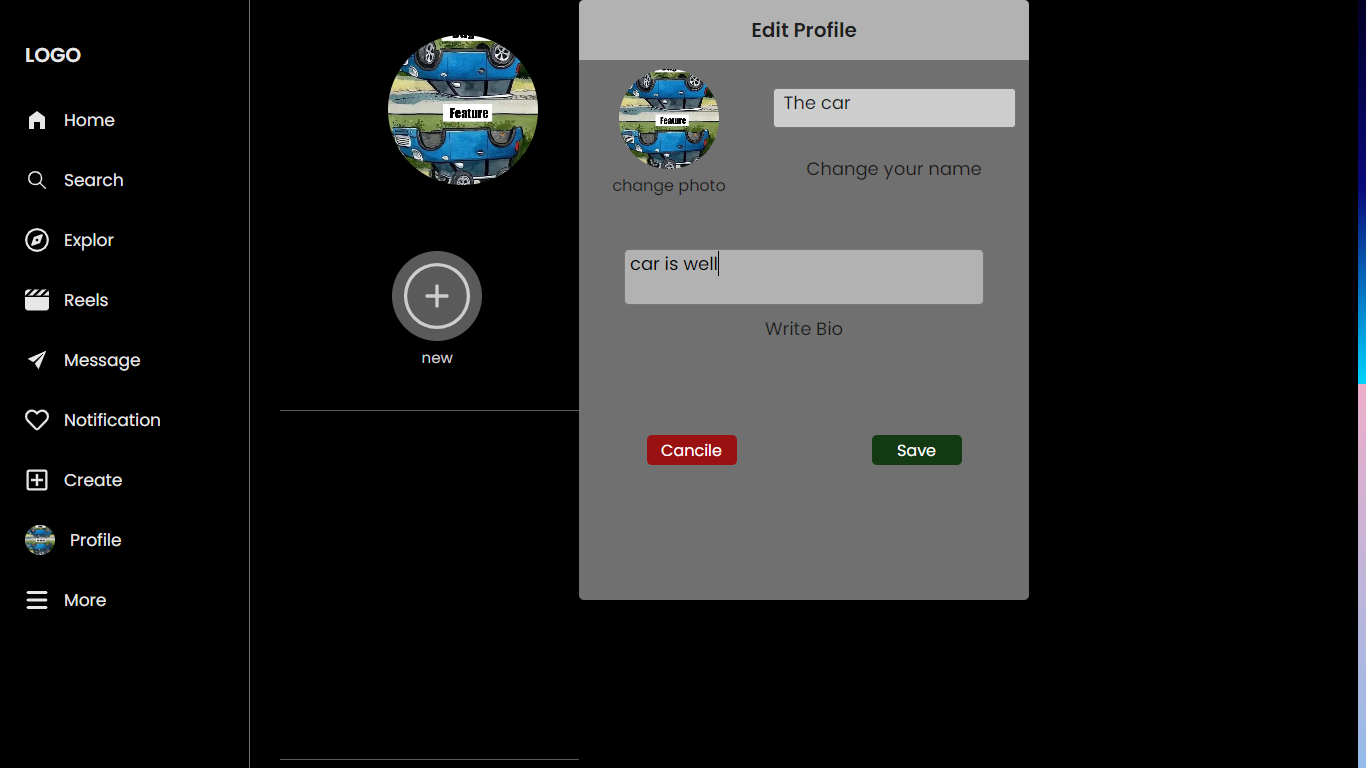 LOGO
Home
Search
Explor
Reels
Message
Notification
Create
Profile
More
Feature
new
Edit Profile
Feature
change photo
The car
Change your name
car is well
Write Bio
Cancile
Save